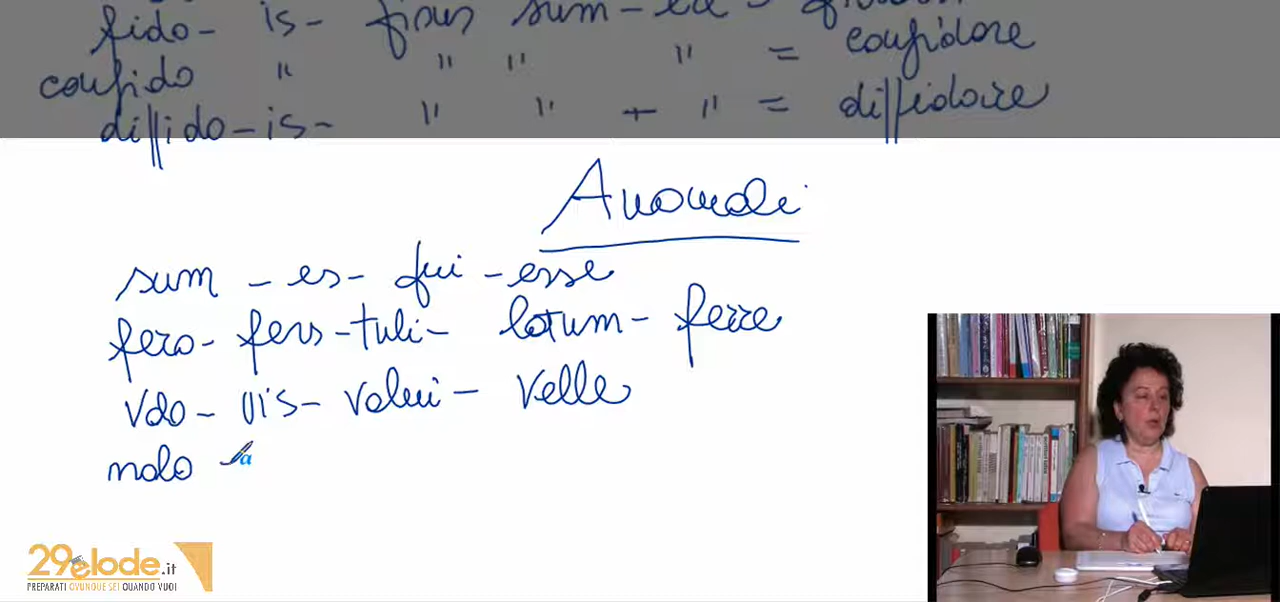 fido - is - fisus sum - ere =
confido " " " " = confidare
diffido - is - " " + " = diffidare
Anomali
sum - es - fui - esse
fero - fers - tuli - latum - ferre
volo - vis - volui - velle
nolo -
29elode.it
PREPARATI OVUNQUE SEI QUANDO VUOI